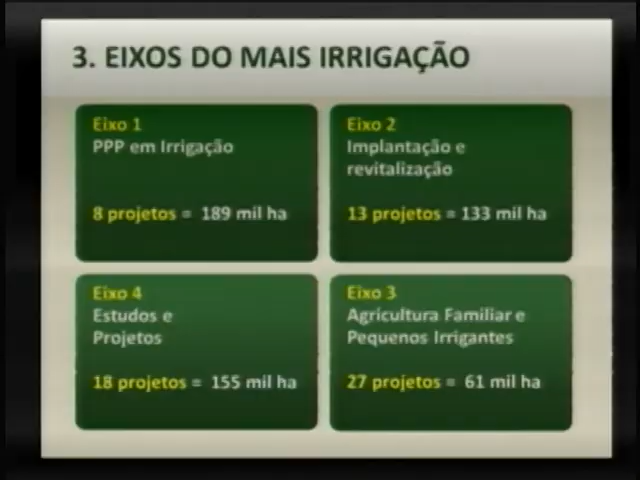 3. EIXOS DO MAIS IRRIGAÇÃO
Eixo 1
PPP em Irrigação
8 projetos = 189 mil ha
Eixo 2
Implantação e
revitalização
13 projetos = 133 mil ha
Eixo 4
Estudos e
Projetos
18 projetos = 155 mil ha
Eixo 3
Agricultura Familiar e
Pequenos Irrigantes
27 projetos = 61 mil ha